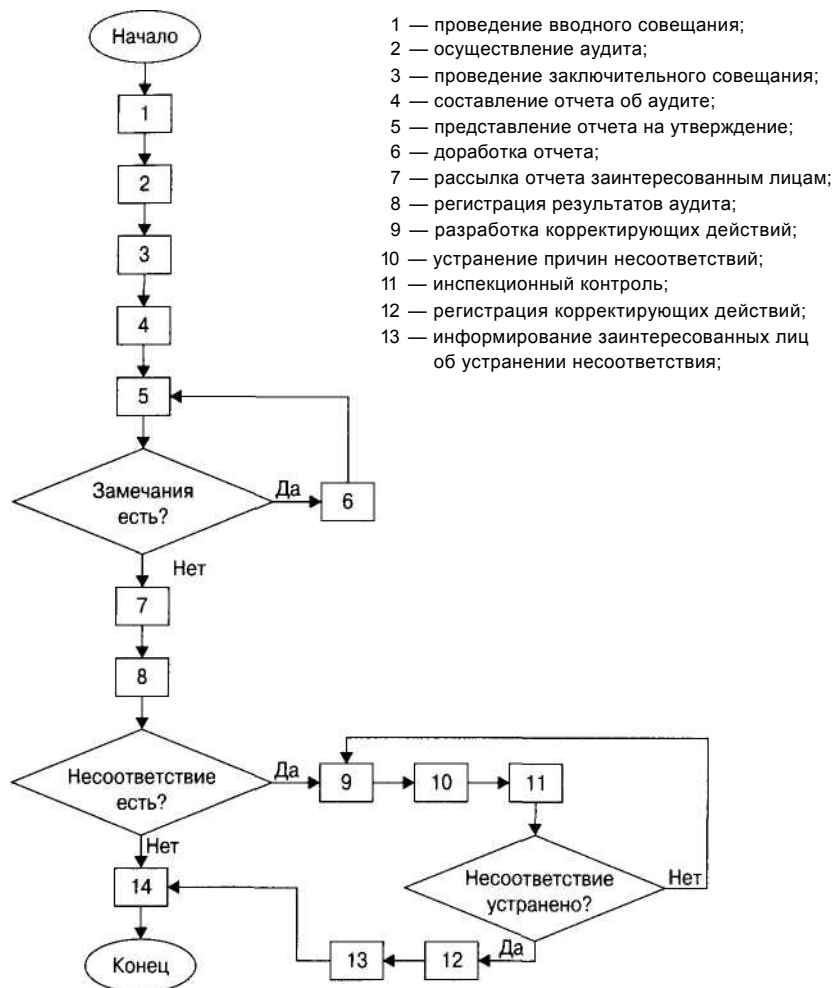 Начало
1 — проведение вводного совещания;
2 — осуществление аудита;
3 — проведение заключительного совещания;
4 — составление отчета об аудите;
5 — представление отчета на утверждение;
6 — доработка отчета;
7 — рассылка отчета заинтересованным лицам;
8 — регистрация результатов аудита;
9 — разработка корректирующих действий;
10 — устранение причин несоответствий;
11 — инспекционный контроль;
12 — регистрация корректирующих действий;
13 — информирование заинтересованных лиц
об устранении несоответствия;
1
2
3
4
5
Замечания
есть?
Да
6
Нет
7
8
Несоответствие
есть?
Да
9
10
11
Нет
Несоответствие
устранено?
Нет
Да
14
13
12
Конец